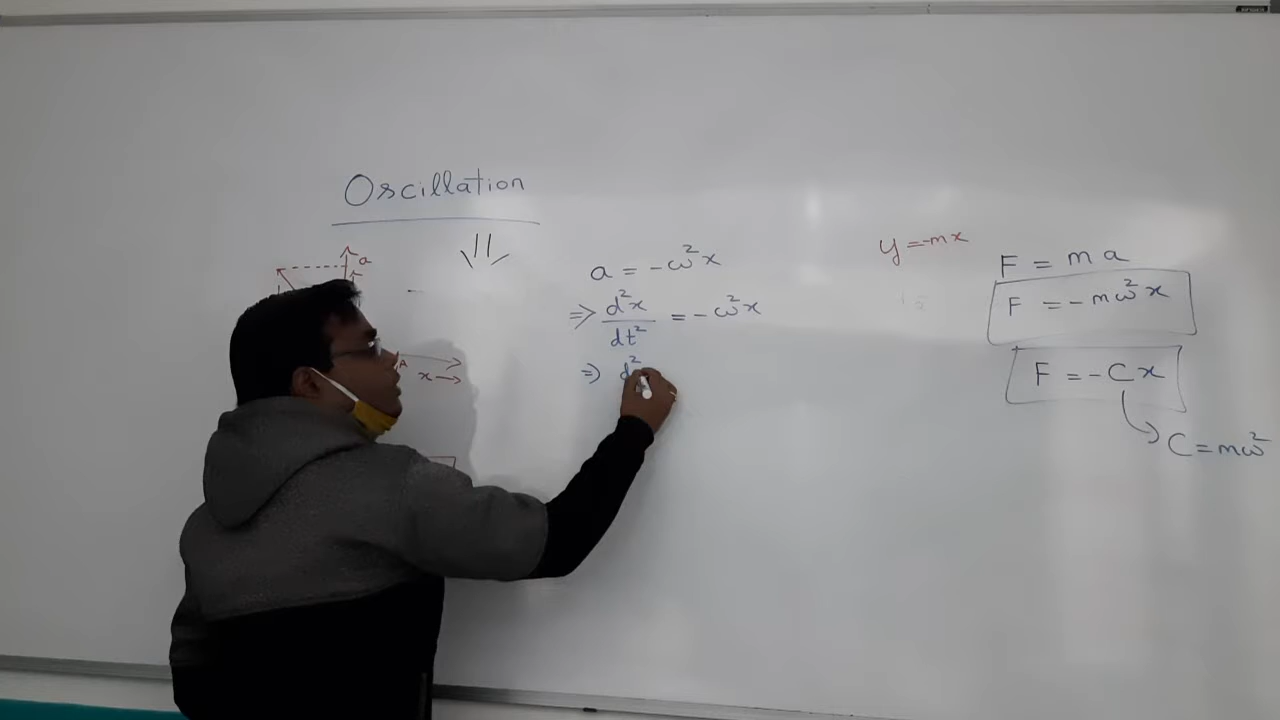 Oscillation
a
A
x →
a = -ω²x
⇒ d²x/dt² = -ω²x
⇒ d²
y = -mx
F = ma
F = -mω²x
F = -Cx
C = mω²